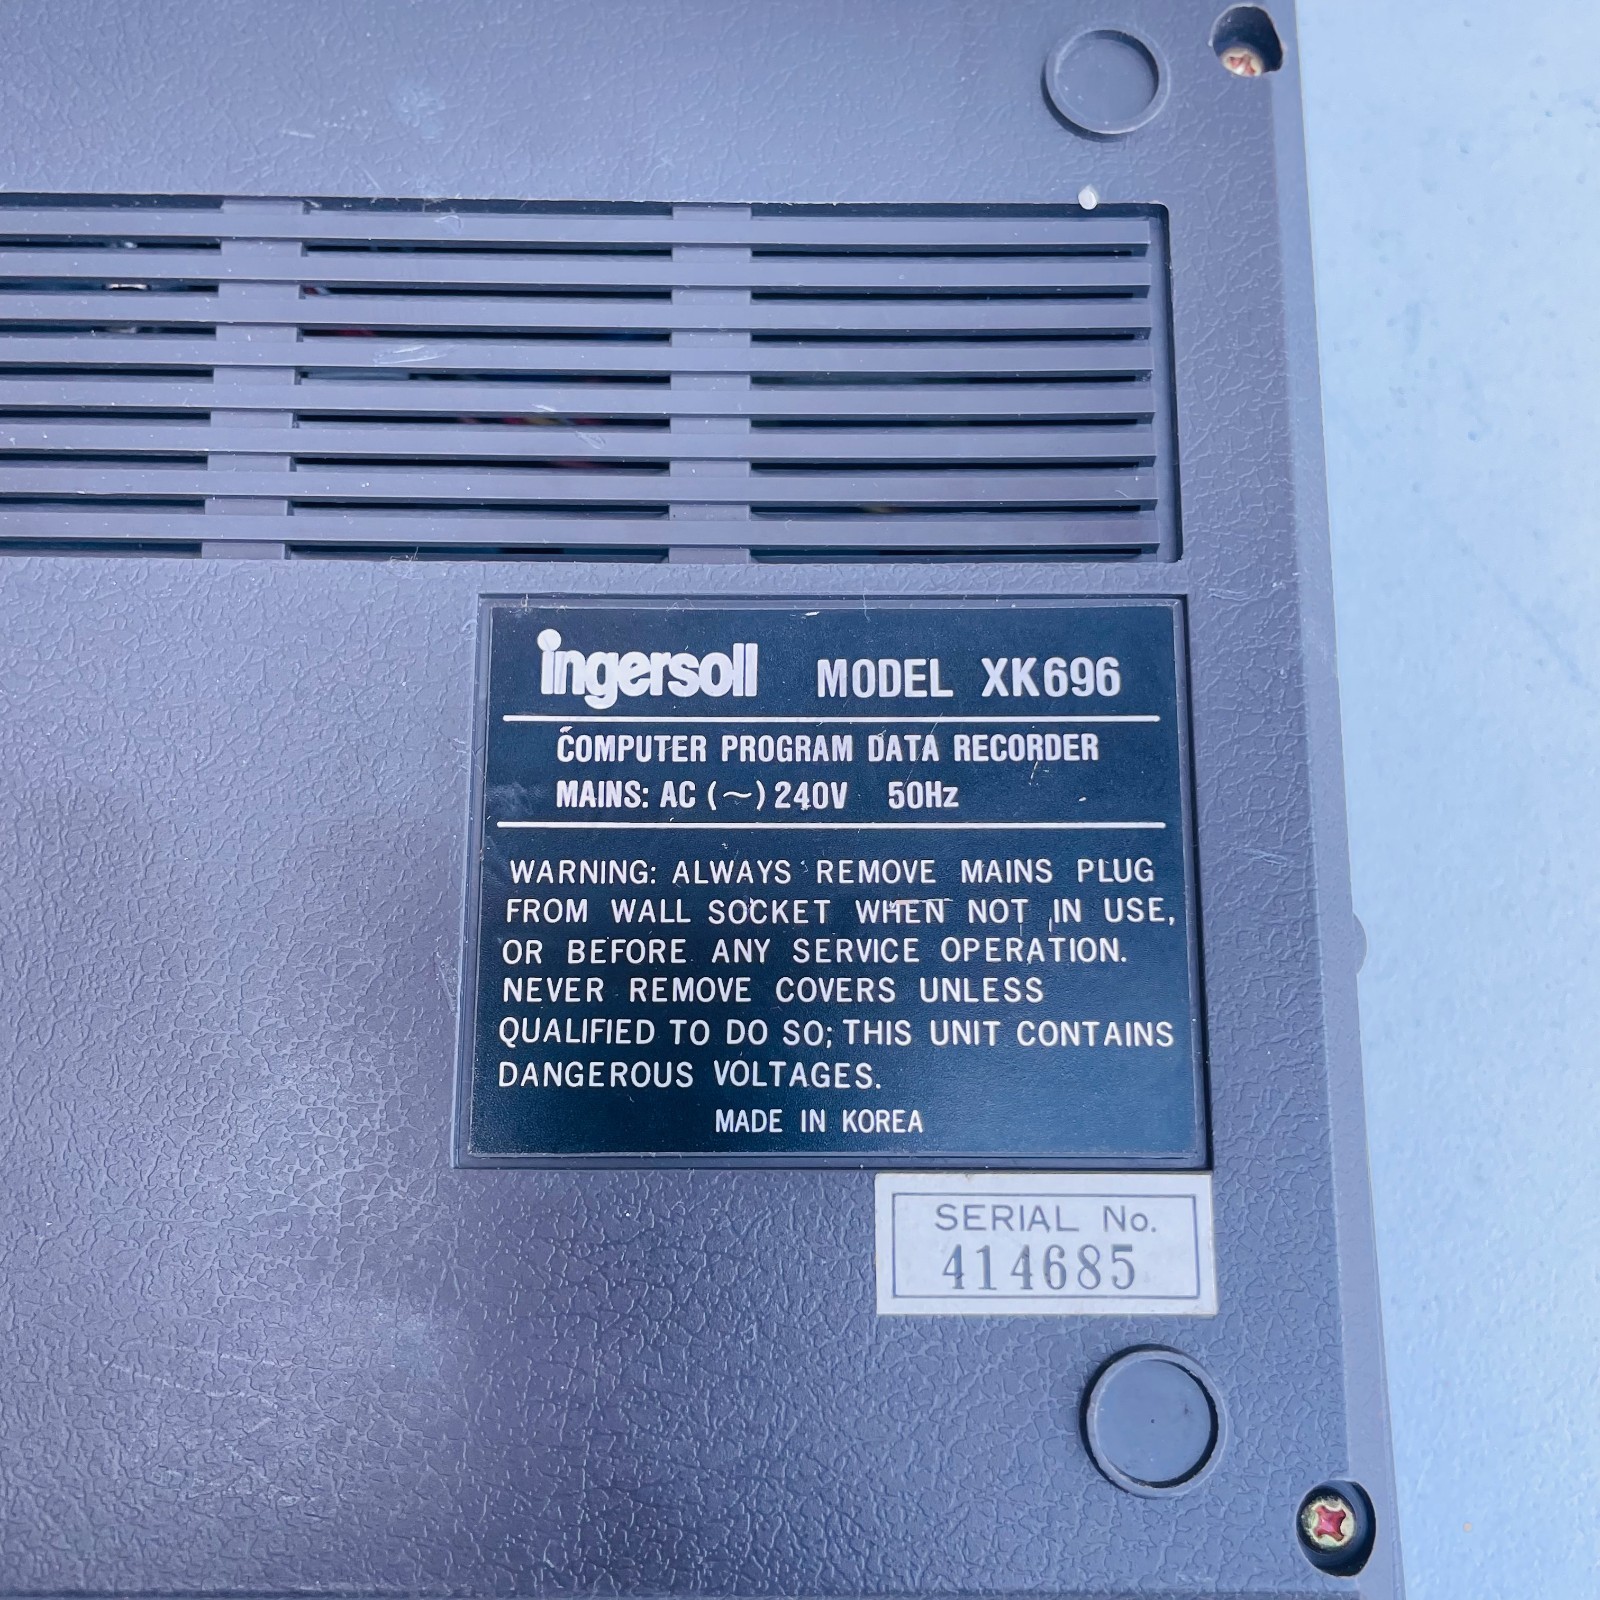 ingersoll MODEL XK696
COMPUTER PROGRAM DATA RECORDER
MAINS: AC (~) 240V 50Hz
WARNING: ALWAYS REMOVE MAINS PLUG
FROM WALL SOCKET WHEN NOT IN USE,
OR BEFORE ANY SERVICE OPERATION.
NEVER REMOVE COVERS UNLESS
QUALIFIED TO DO SO; THIS UNIT CONTAINS
DANGEROUS VOLTAGES.
MADE IN KOREA
SERIAL No.
414685